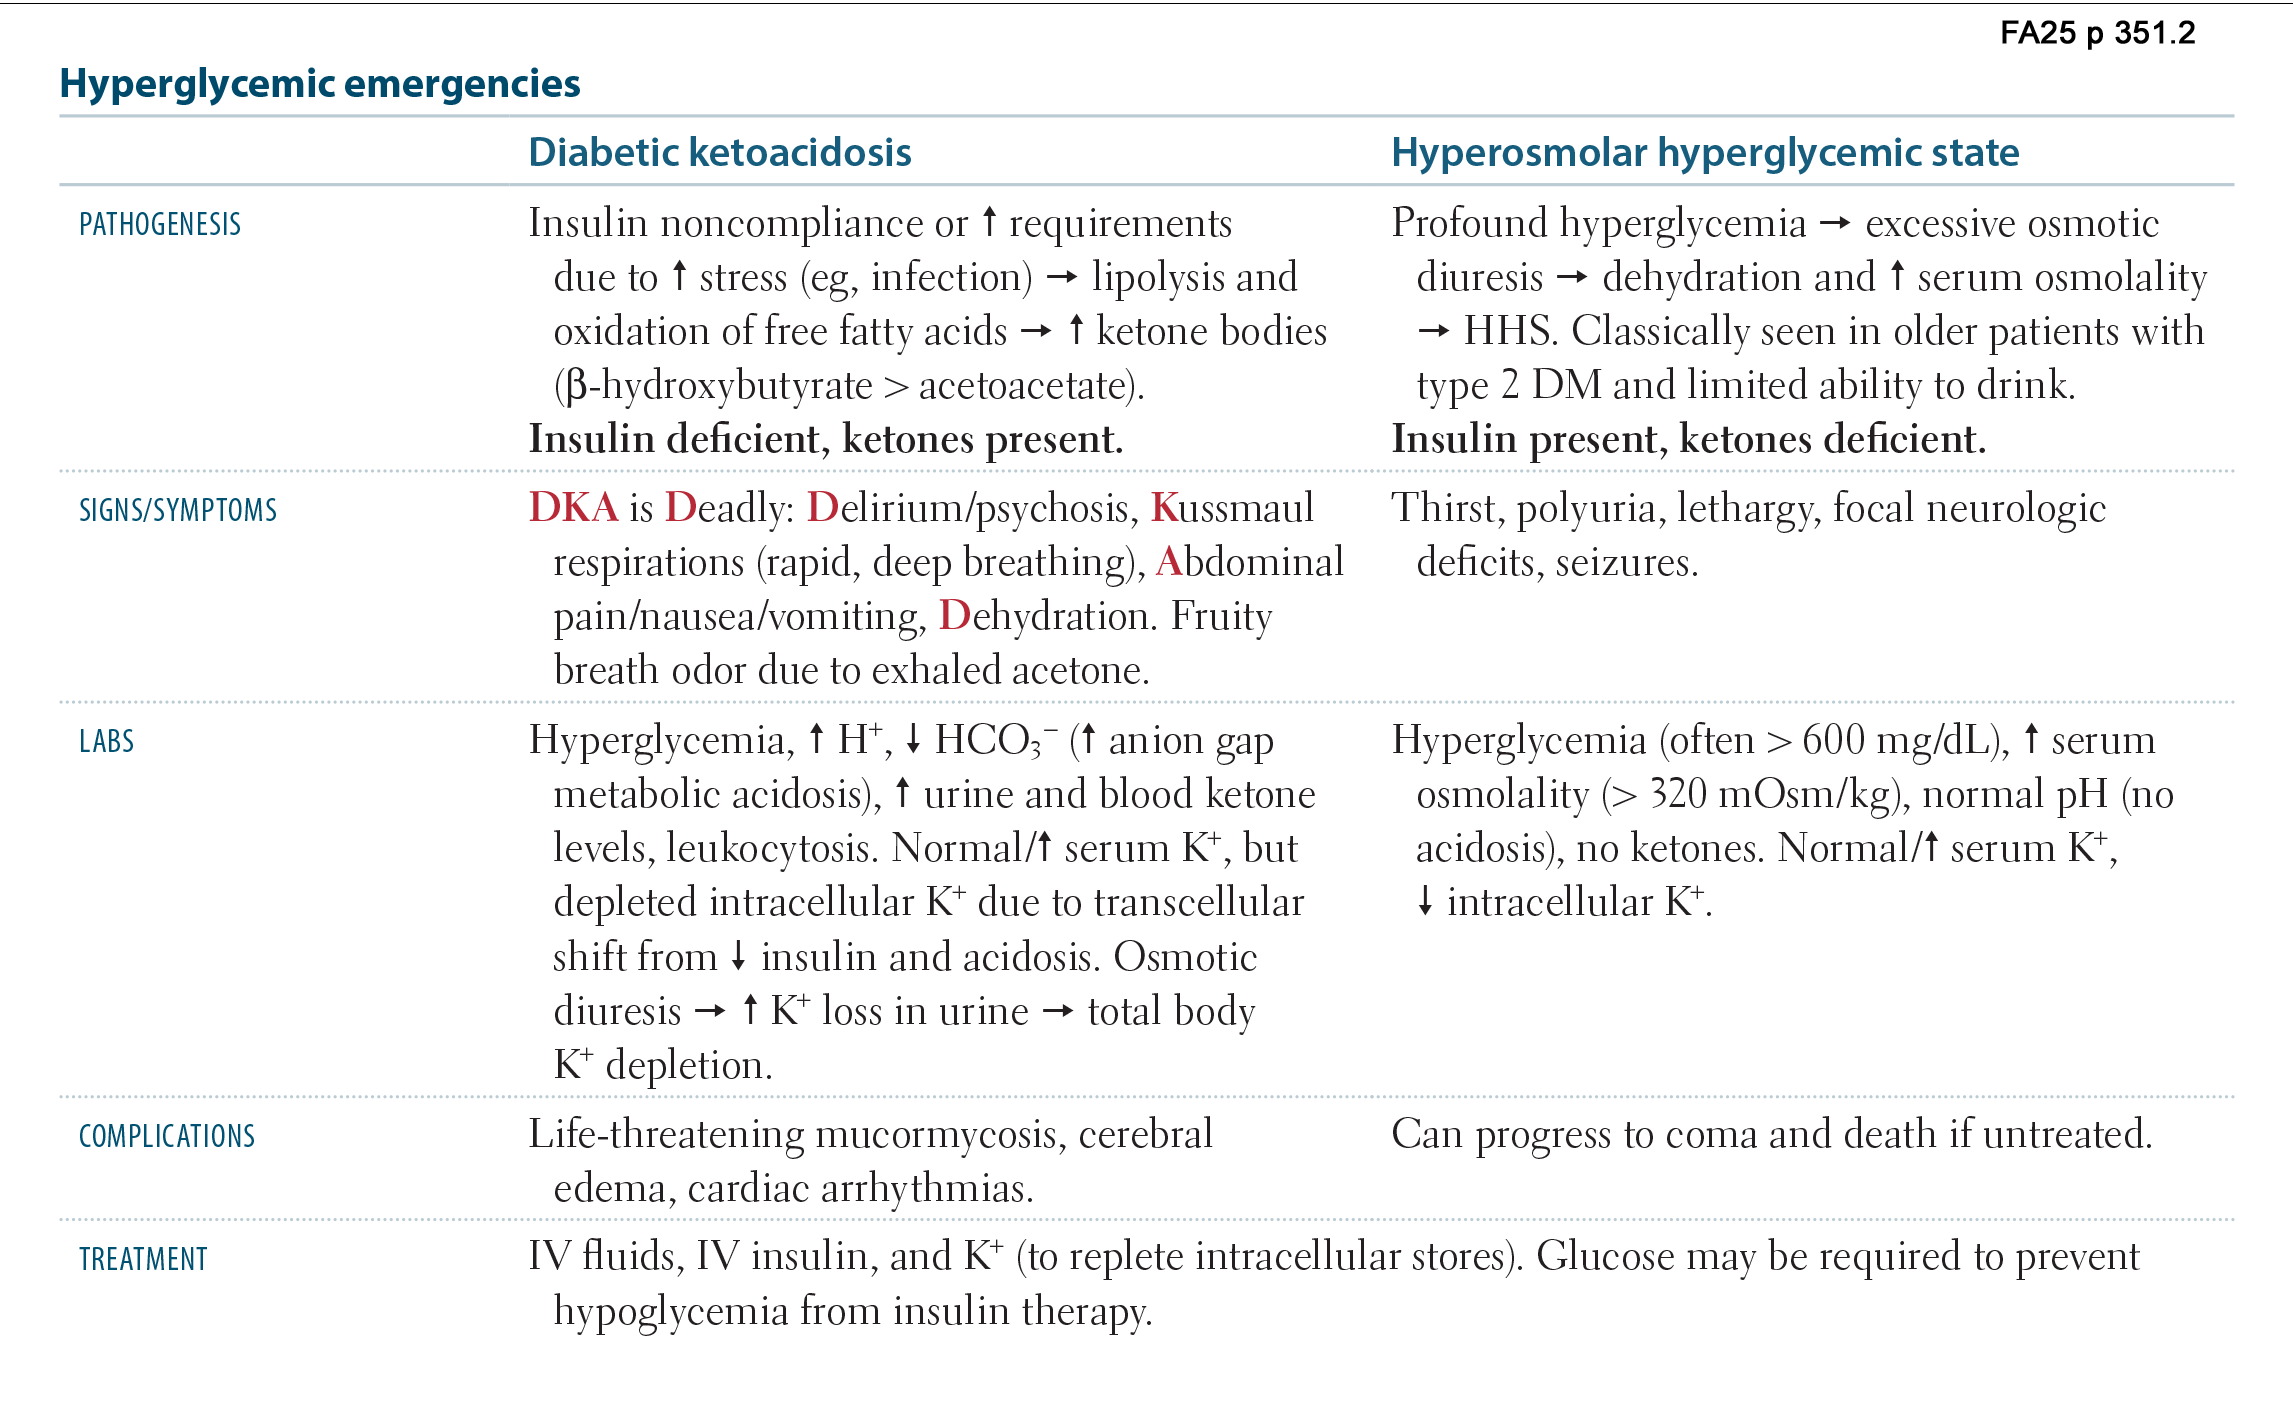 FA25 p 351.2
Hyperglycemic emergencies
Diabetic ketoacidosis
Hyperosmolar hyperglycemic state
PATHOGENESIS
Insulin noncompliance or ↑ requirements
due to ↑ stress (eg, infection) → lipolysis and
oxidation of free fatty acids → ↑ ketone bodies
(β-hydroxybutyrate > acetoacetate).
Insulin deficient, ketones present.
Profound hyperglycemia → excessive osmotic
diuresis → dehydration and ↑ serum osmolality
→ HHS. Classically seen in older patients with
type 2 DM and limited ability to drink.
Insulin present, ketones deficient.
SIGNS/SYMPTOMS
DKA is Deadly: Delirium/psychosis, Kussmaul
respirations (rapid, deep breathing), Abdominal
pain/nausea/vomiting, Dehydration. Fruity
breath odor due to exhaled acetone.
Thirst, polyuria, lethargy, focal neurologic
deficits, seizures.
LABS
Hyperglycemia, ↑ H⁺, ↓ HCO₃⁻ (↑ anion gap
metabolic acidosis), ↑ urine and blood ketone
levels, leukocytosis. Normal/↑ serum K⁺, but
depleted intracellular K⁺ due to transcellular
shift from ↓ insulin and acidosis. Osmotic
diuresis → ↑ K⁺ loss in urine → total body
K⁺ depletion.
Hyperglycemia (often > 600 mg/dL), ↑ serum
osmolality (> 320 mOsm/kg), normal pH (no
acidosis), no ketones. Normal/↑ serum K⁺,
↓ intracellular K⁺.
COMPLICATIONS
Life-threatening mucormycosis, cerebral
edema, cardiac arrhythmias.
Can progress to coma and death if untreated.
TREATMENT
IV fluids, IV insulin, and K⁺ (to replete intracellular stores). Glucose may be required to prevent
hypoglycemia from insulin therapy.